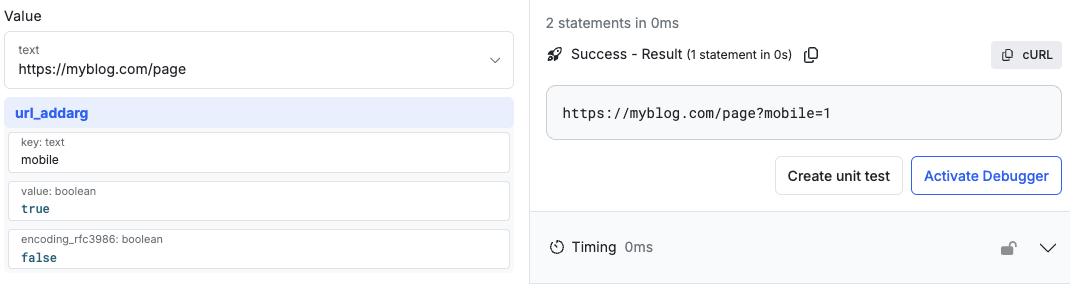 Value
text
https://myblog.com/page
url_addarg
key: text
mobile
value: boolean
true
encoding_rfc3986: boolean
false
2 statements in 0ms
Success - Result (1 statement in 0s)
cURL
https://myblog.com/page?mobile=1
Create unit test
Activate Debugger
Timing 0ms